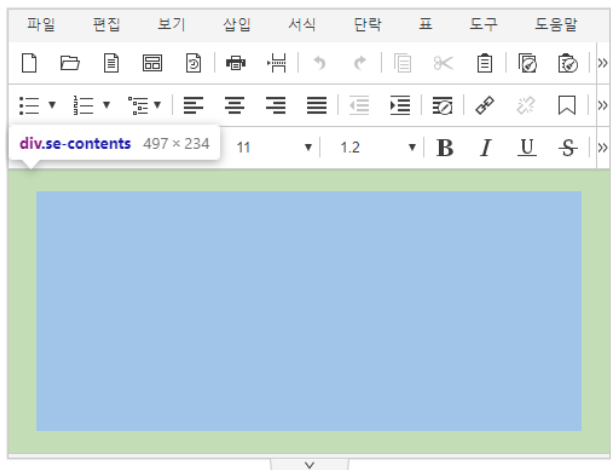 파일 편집 보기 삽입 서식 단락 표 도구 도움말
div.se-contents 497 × 234 11 1.2 B I U S